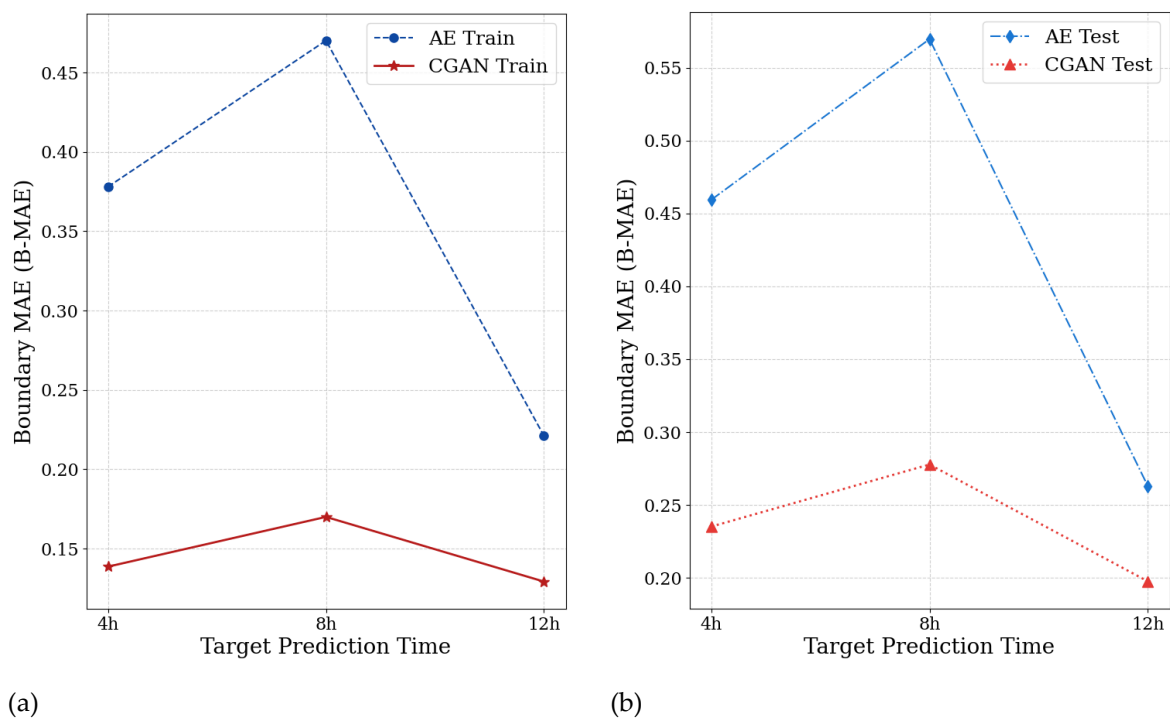 AE Train
CGAN Train
0.45
0.40
0.35
0.30
0.25
0.20
0.15
Boundary MAE (B-MAE)
4h
8h
12h
Target Prediction Time
(a)
AE Test
CGAN Test
0.55
0.50
0.45
0.40
0.35
0.30
0.25
0.20
Boundary MAE (B-MAE)
4h
8h
12h
Target Prediction Time
(b)